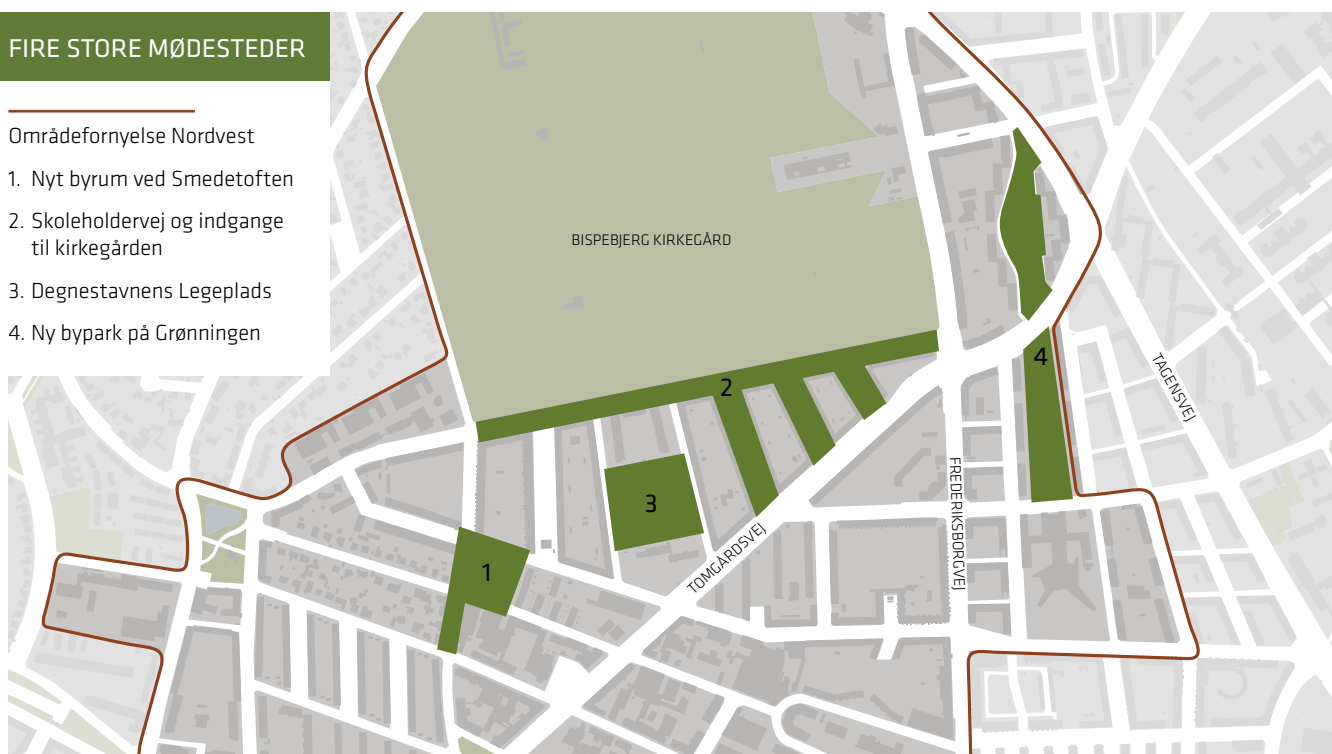 FIRE STORE MØDESTEDER
Områdefornyelse Nordvest
1. Nyt byrum ved Smedetoften
2. Skoleholdervej og indgange
til kirkegården
3. Degnestavnens Legeplads
4. Ny bypark på Grønningen
BISPEBJERG KIRKEGÅRD
4
2
TAGENSVEJ
3
FREDERIKSBORGVEJ
TOMGÅRDSVEJ
1